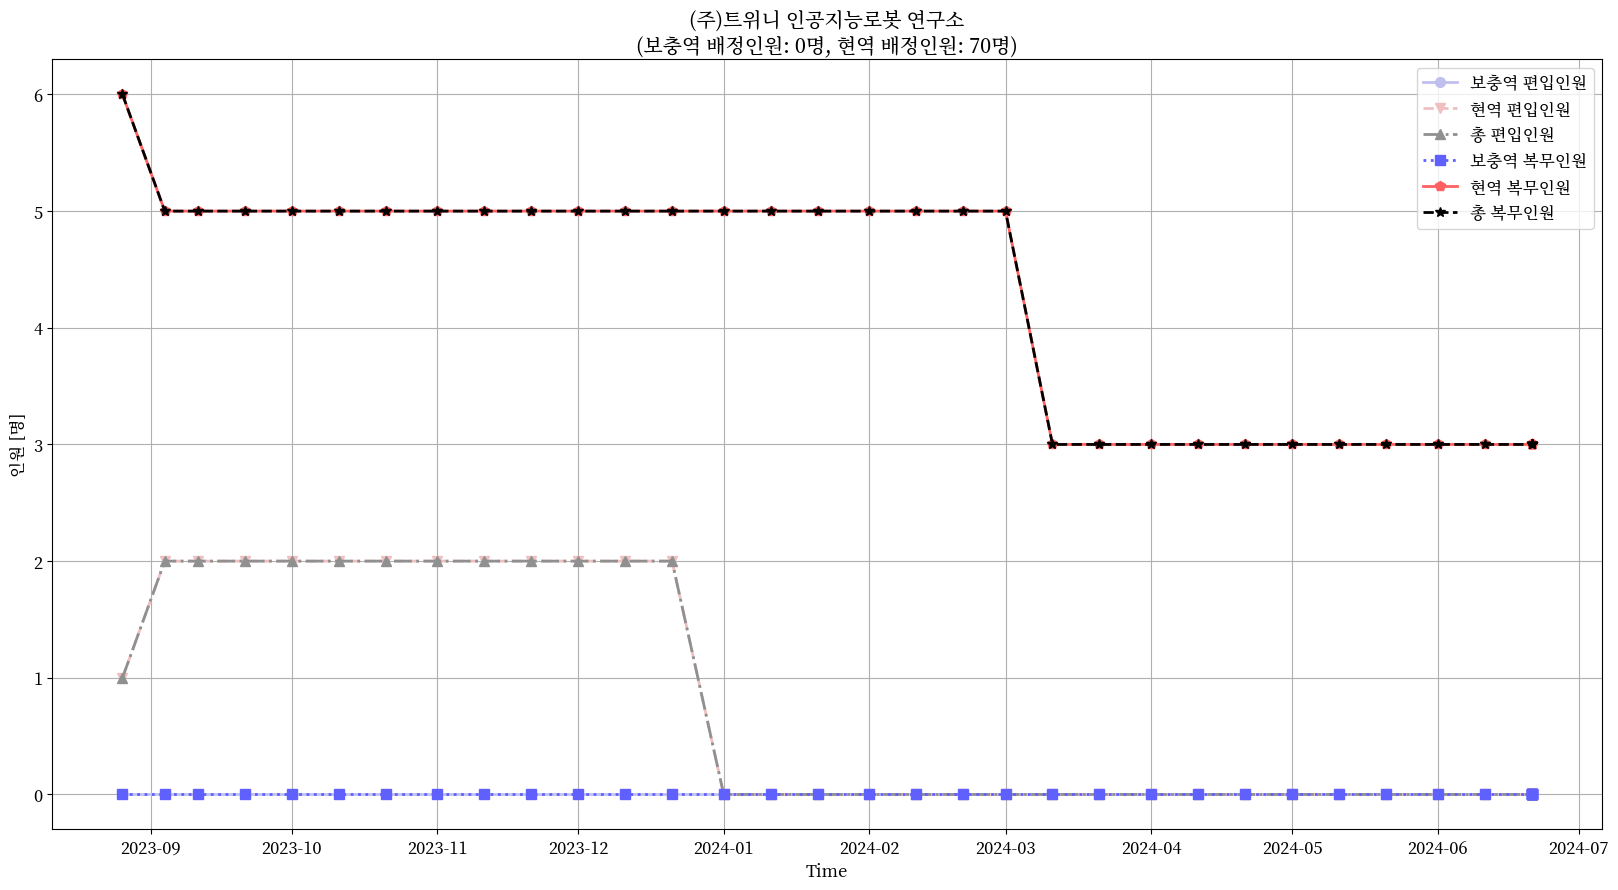 (주)트위니 인공지능로봇 연구소
(보충역 배정인원: 0명, 현역 배정인원: 70명)
보충역 편입인원
현역 편입인원
총 편입인원
보충역 복무인원
현역 복무인원
총 복무인원
인원 [명]
6
5
4
3
2
1
0
2023-09 2023-10 2023-11 2023-12 2024-01 2024-02 2024-03 2024-04 2024-05 2024-06 2024-07
Time